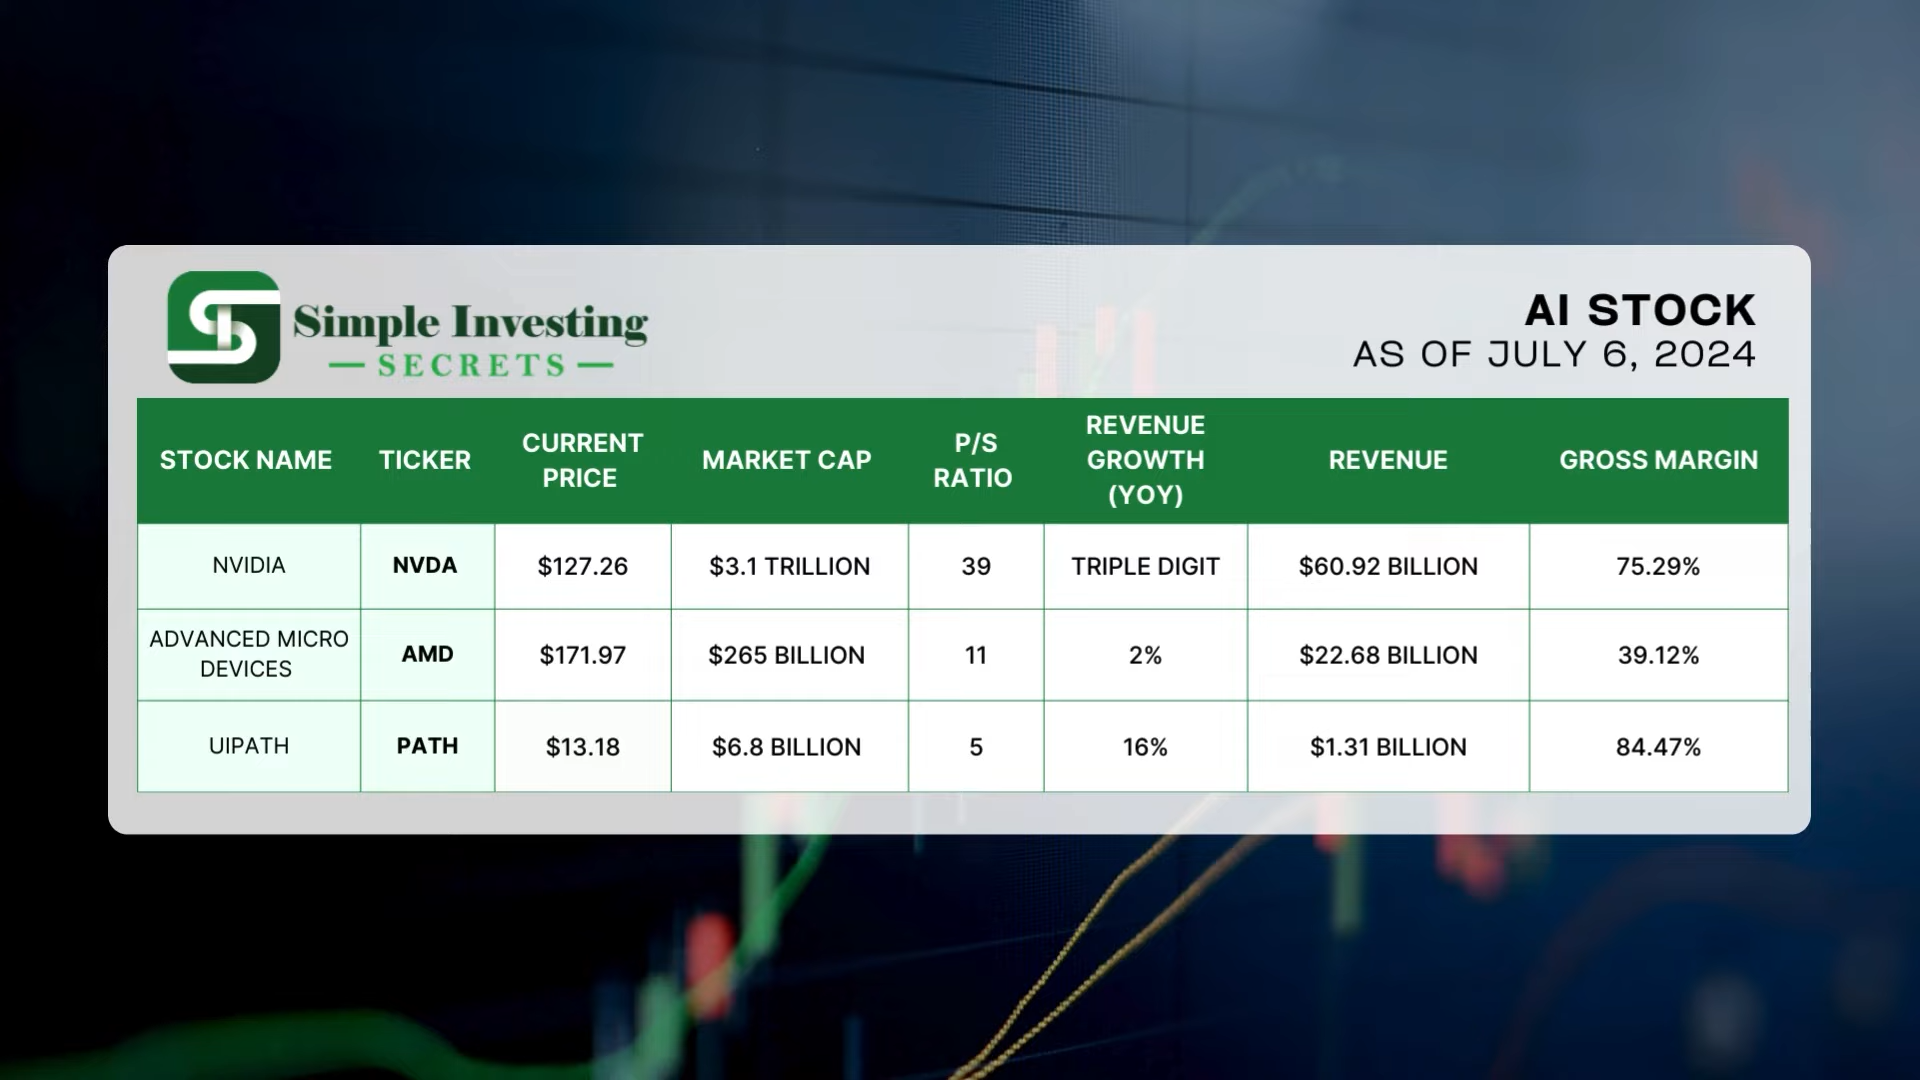 Simple Investing
SECRETS
AI STOCK
AS OF JULY 6, 2024
STOCK NAME
TICKER
CURRENT
PRICE
MARKET CAP
P/S
RATIO
REVENUE
GROWTH
(YOY)
REVENUE
GROSS MARGIN
NVIDIA
NVDA
$127.26
$3.1 TRILLION
39
TRIPLE DIGIT
$60.92 BILLION
75.29%
ADVANCED MICRO
DEVICES
AMD
$171.97
$265 BILLION
11
2%
$22.68 BILLION
39.12%
UIPATH
PATH
$13.18
$6.8 BILLION
5
16%
$1.31 BILLION
84.47%